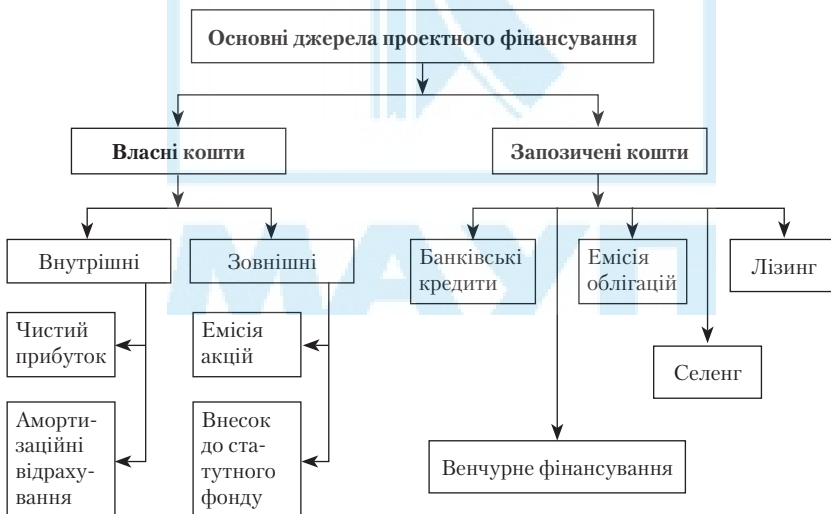 Основні джерела проектного фінансування
Власні кошти
Запозичені кошти
Внутрішні
Зовнішні
Банківські
кредити
Емісія
облігацій
Лізинг
Чистий
прибуток
Емісія
акцій
Селенг
Аморти-
заційні
відраху-
вання
Внесок
до ста-
тутного
фонду
Венчурне фінансування
МАУП